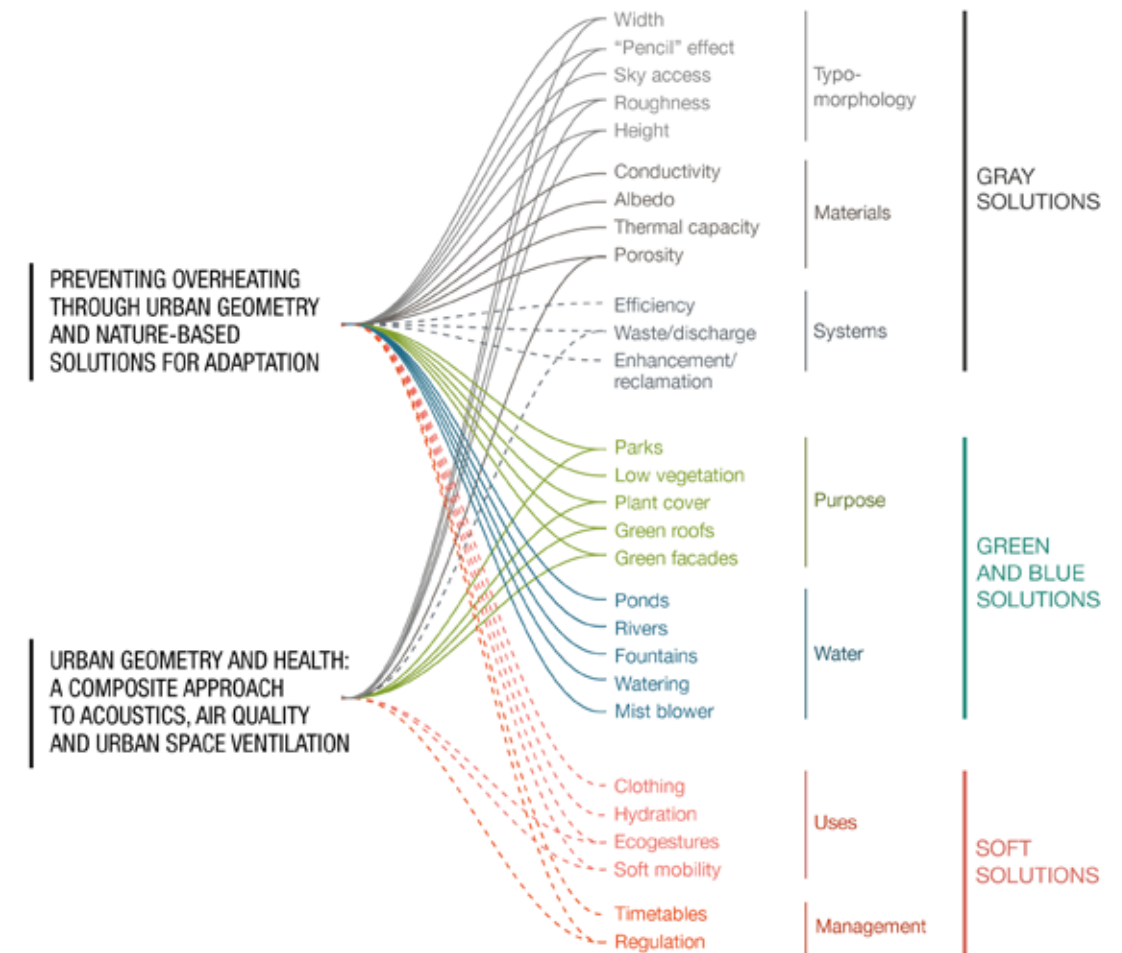 PREVENTING OVERHEATING
THROUGH URBAN GEOMETRY
AND NATURE-BASED
SOLUTIONS FOR ADAPTATION
URBAN GEOMETRY AND HEALTH:
A COMPOSITE APPROACH
TO ACOUSTICS, AIR QUALITY
AND URBAN SPACE VENTILATION
Width
“Pencil” effect
Sky access
Roughness
Height
Typo-
morphology
Conductivity
Albedo
Thermal capacity
Porosity
Materials
Efficiency
Waste/discharge
Enhancement/
reclamation
Systems
GRAY
SOLUTIONS
Parks
Low vegetation
Plant cover
Green roofs
Green facades
Purpose
Ponds
Rivers
Fountains
Watering
Mist blower
Water
GREEN
AND BLUE
SOLUTIONS
Clothing
Hydration
Ecogestures
Soft mobility
Uses
Timetables
Regulation
Management
SOFT
SOLUTIONS